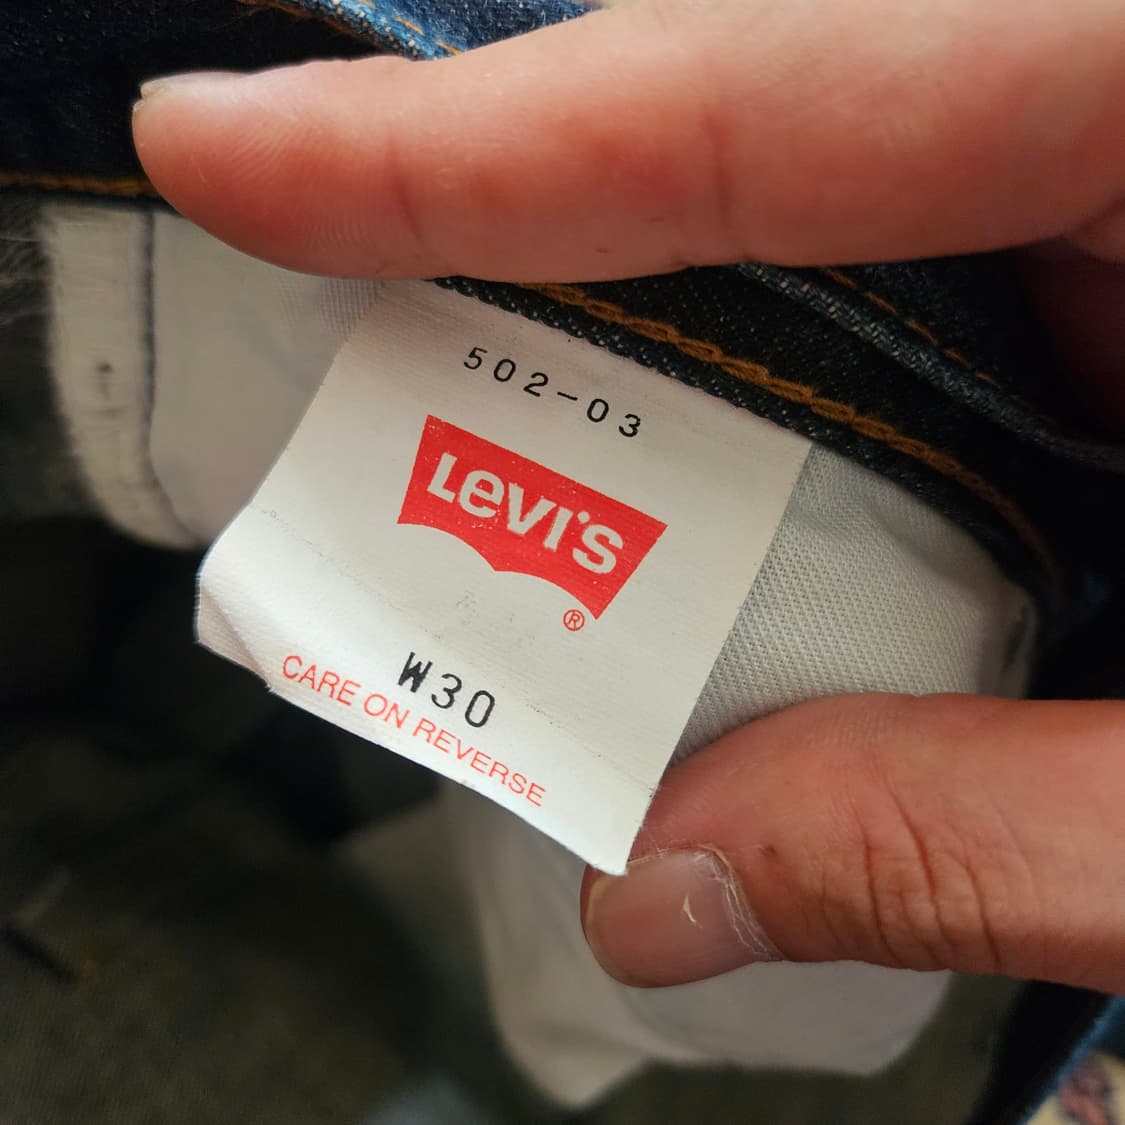 502-03
LEVI'S
®
W30
CARE ON REVERSE